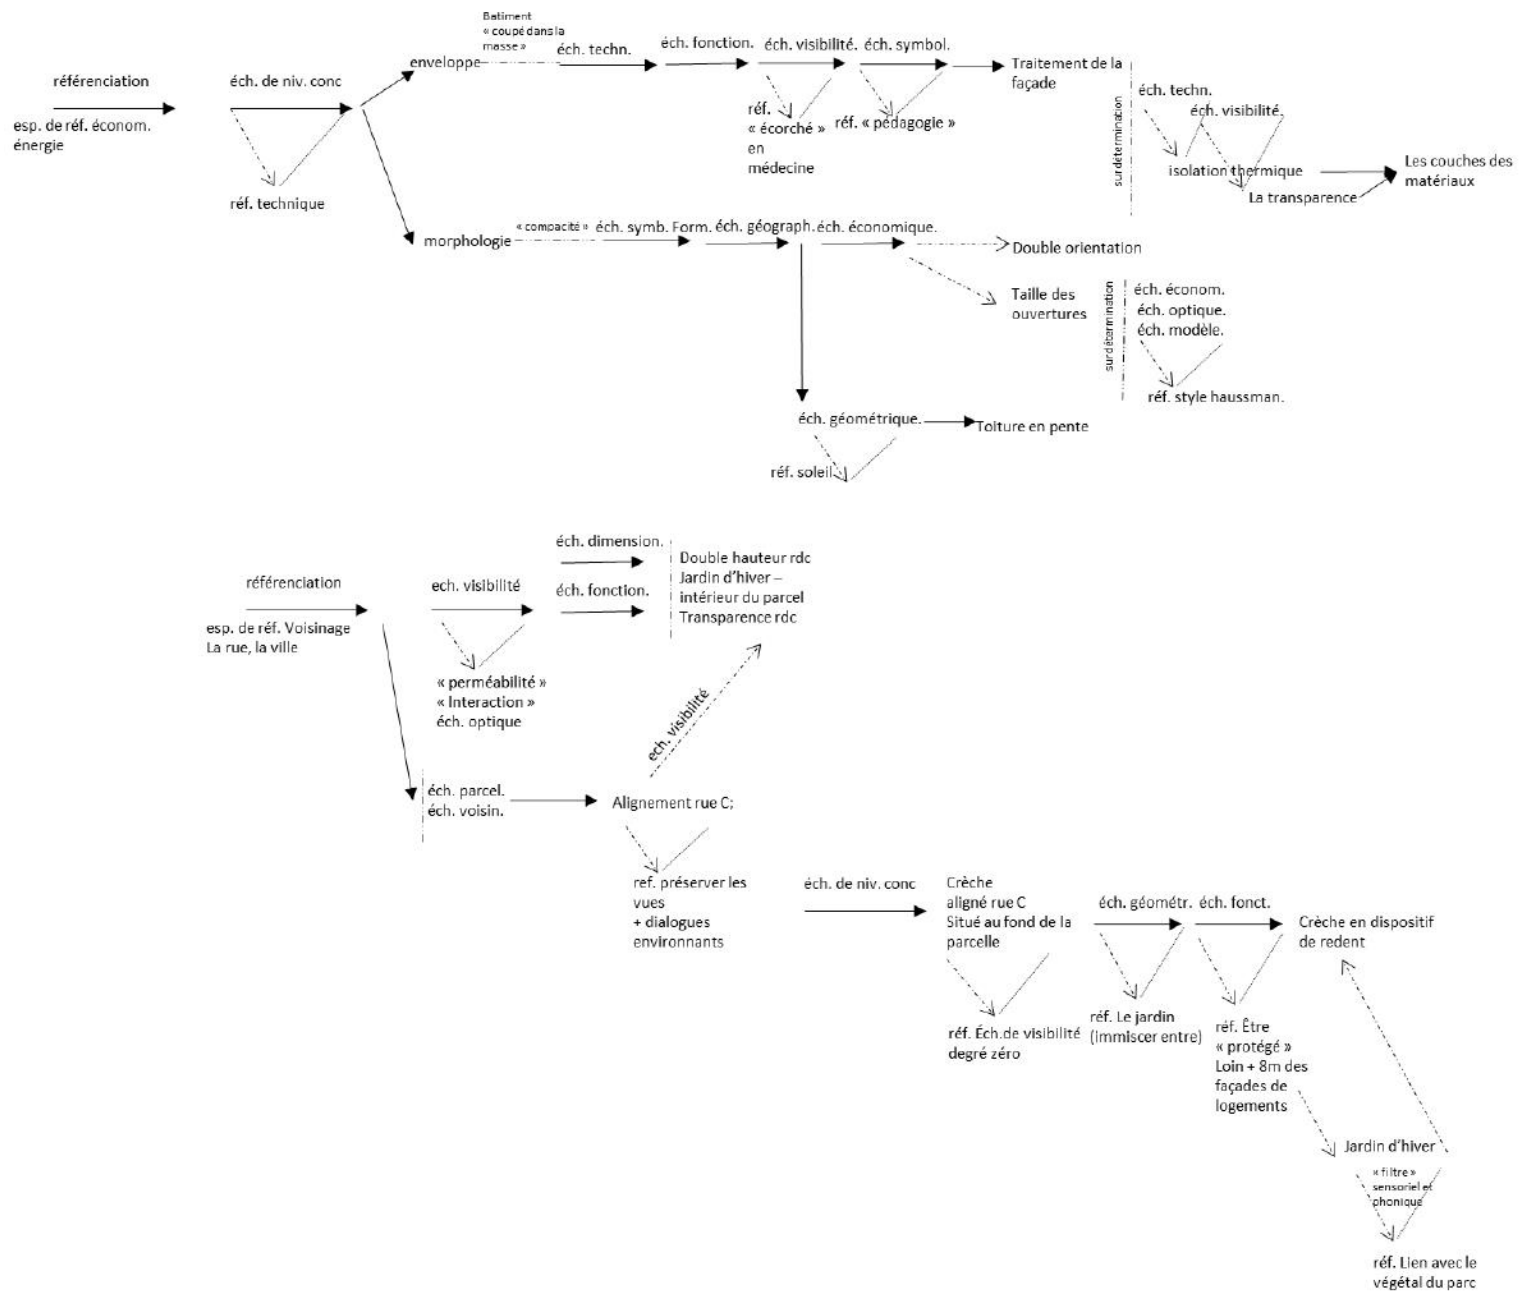 référenciation
esp. de réf. économ.
énergie
éch. de niv. conc
réf. technique
enveloppe
Batiment
« coupé dans la
masse »
éch. techn.
éch. fonction.
éch. visibilité.
réf.
« écorché »
en
médecine
éch. symbol.
réf. « pédagogie »
Traitement de la
façade
surdétermination
éch. techn.
éch. visibilité.
isolation thermique
La transparence
Les couches des
matériaux
morphologie
« compacité »
éch. symb. Form.
éch. géograph.
éch. économique.
Double orientation
Taille des
ouvertures
surdétermination
éch. économ.
éch. optique.
éch. modèle.
réf. style haussman.
éch. géométrique.
Toiture en pente
réf. soleil
référenciation
esp. de réf. Voisinage
La rue, la ville
ech. visibilité
« perméabilité »
« Interaction »
éch. optique
éch. dimension.
éch. fonction.
Double hauteur rdc
Jardin d’hiver –
intérieur du parcel
Transparence rdc
ech. visibilité
éch. parcel.
éch. voisin.
Alignement rue C;
ref. préserver les
vues
+ dialogues
environnants
éch. de niv. conc
Crèche
aligné rue C
Situé au fond de la
parcelle
réf. Éch.de visibilité
degré zéro
éch. géométr.
réf. Le jardin
(immiscer entre)
éch. fonct.
réf. Être
« protégé »
Loin + 8m des
façades de
logements
Crèche en dispositif
de redent
Jardin d’hiver
« filtre »
sensoriel et
phonique
réf. Lien avec le
végétal du parc